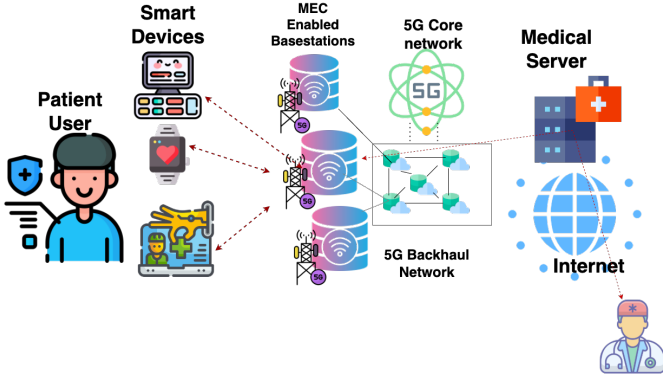 Smart
Devices
MEC
Enabled
Basestations
5G Core
network
Medical
Server
Patient
User
5G
5G
5G
5G
5G Backhaul
Network
Internet